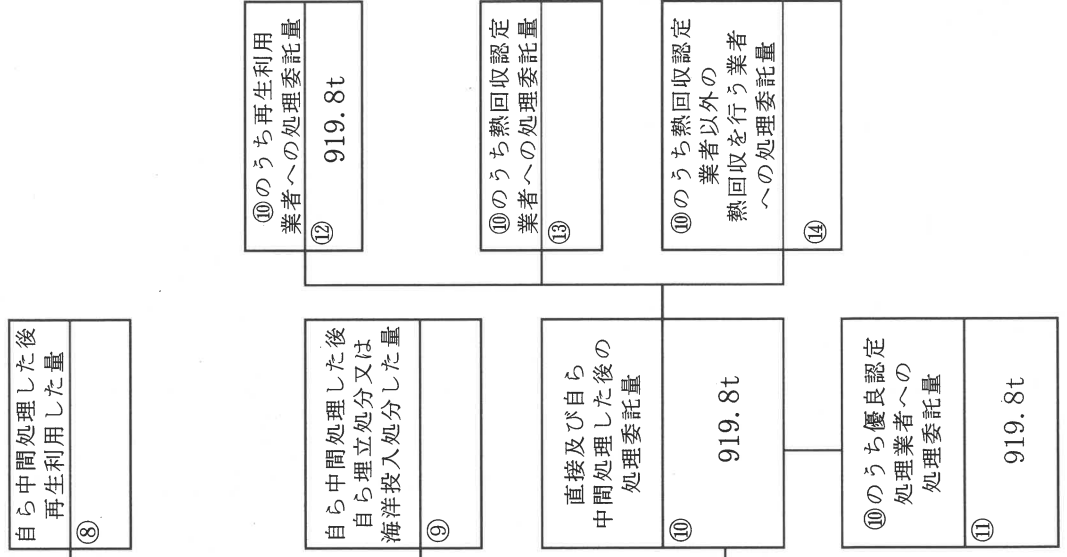 自ら中間処理した後
再生利用した量
⑧
自ら中間処理した後
自ら埋立処分又は
海洋投入処分した量
⑨
直接及び自ら
中間処理した後の
処理委託量
⑩
919.8t
⑩のうち優良認定
処理業者への
処理委託量
⑪
919.8t
⑩のうち再生利用
業者への処理委託量
⑫
919.8t
⑩のうち熱回収認定
業者への処理委託量
⑬
⑩のうち熱回収認定
業者以外の
熱回収を行う業者
への処理委託量
⑭